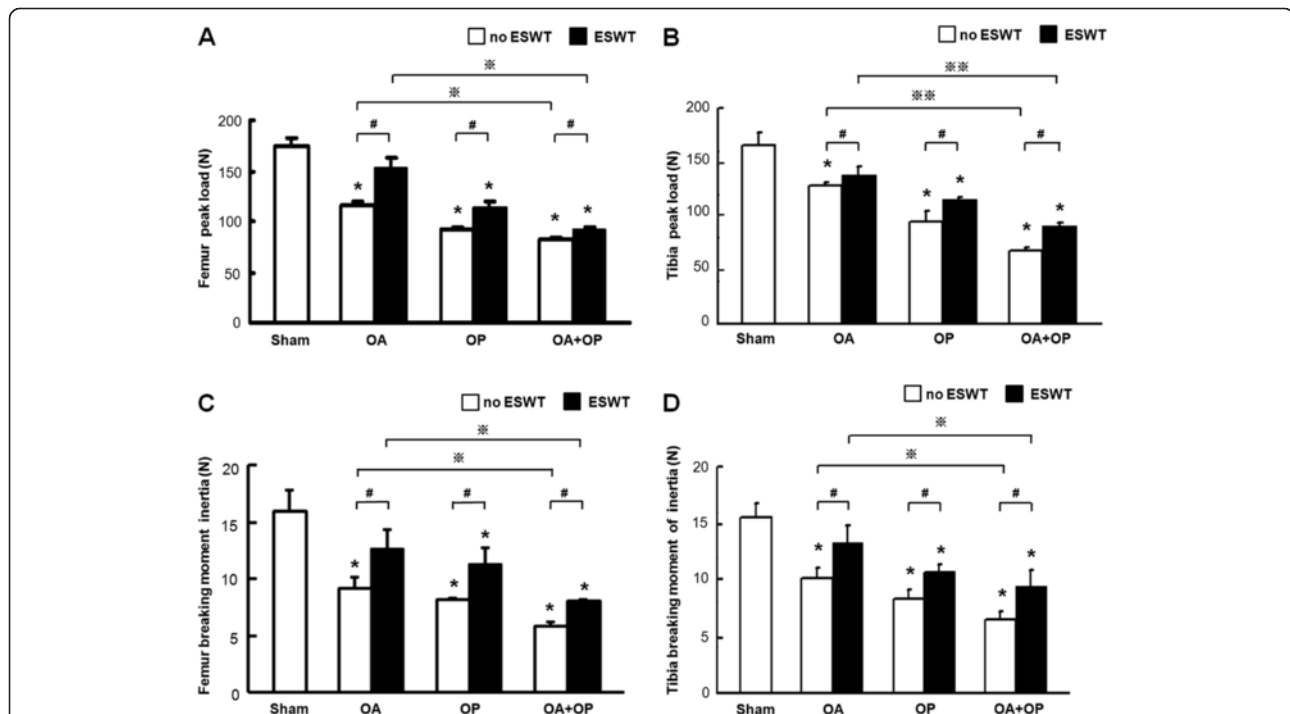 A
no ESWT ESWT
※
※
# # #
* * * * *
Femur peak load (N)
200
150
100
50
0
Sham OA OP OA+OP
B
no ESWT ESWT
※※
※※
# # #
* * * * *
Tibia peak load (N)
200
150
100
50
0
Sham OA OP OA+OP
C
no ESWT ESWT
※
※
# # #
* * * * *
Femur breaking moment inertia (N)
20
15
10
5
0
Sham OA OP OA+OP
D
no ESWT ESWT
※
※
# # #
* * * * *
Tibia breaking moment of inertia (N)
20
15
10
5
0
Sham OA OP OA+OP